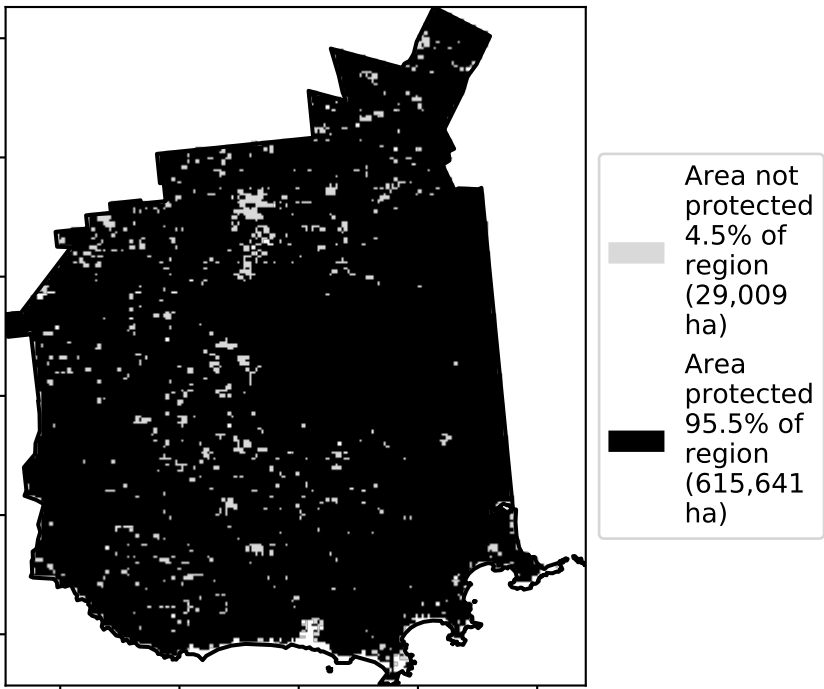 Area not
protected
4.5% of
region
(29,009
ha)
Area
protected
95.5% of
region
(615,641
ha)